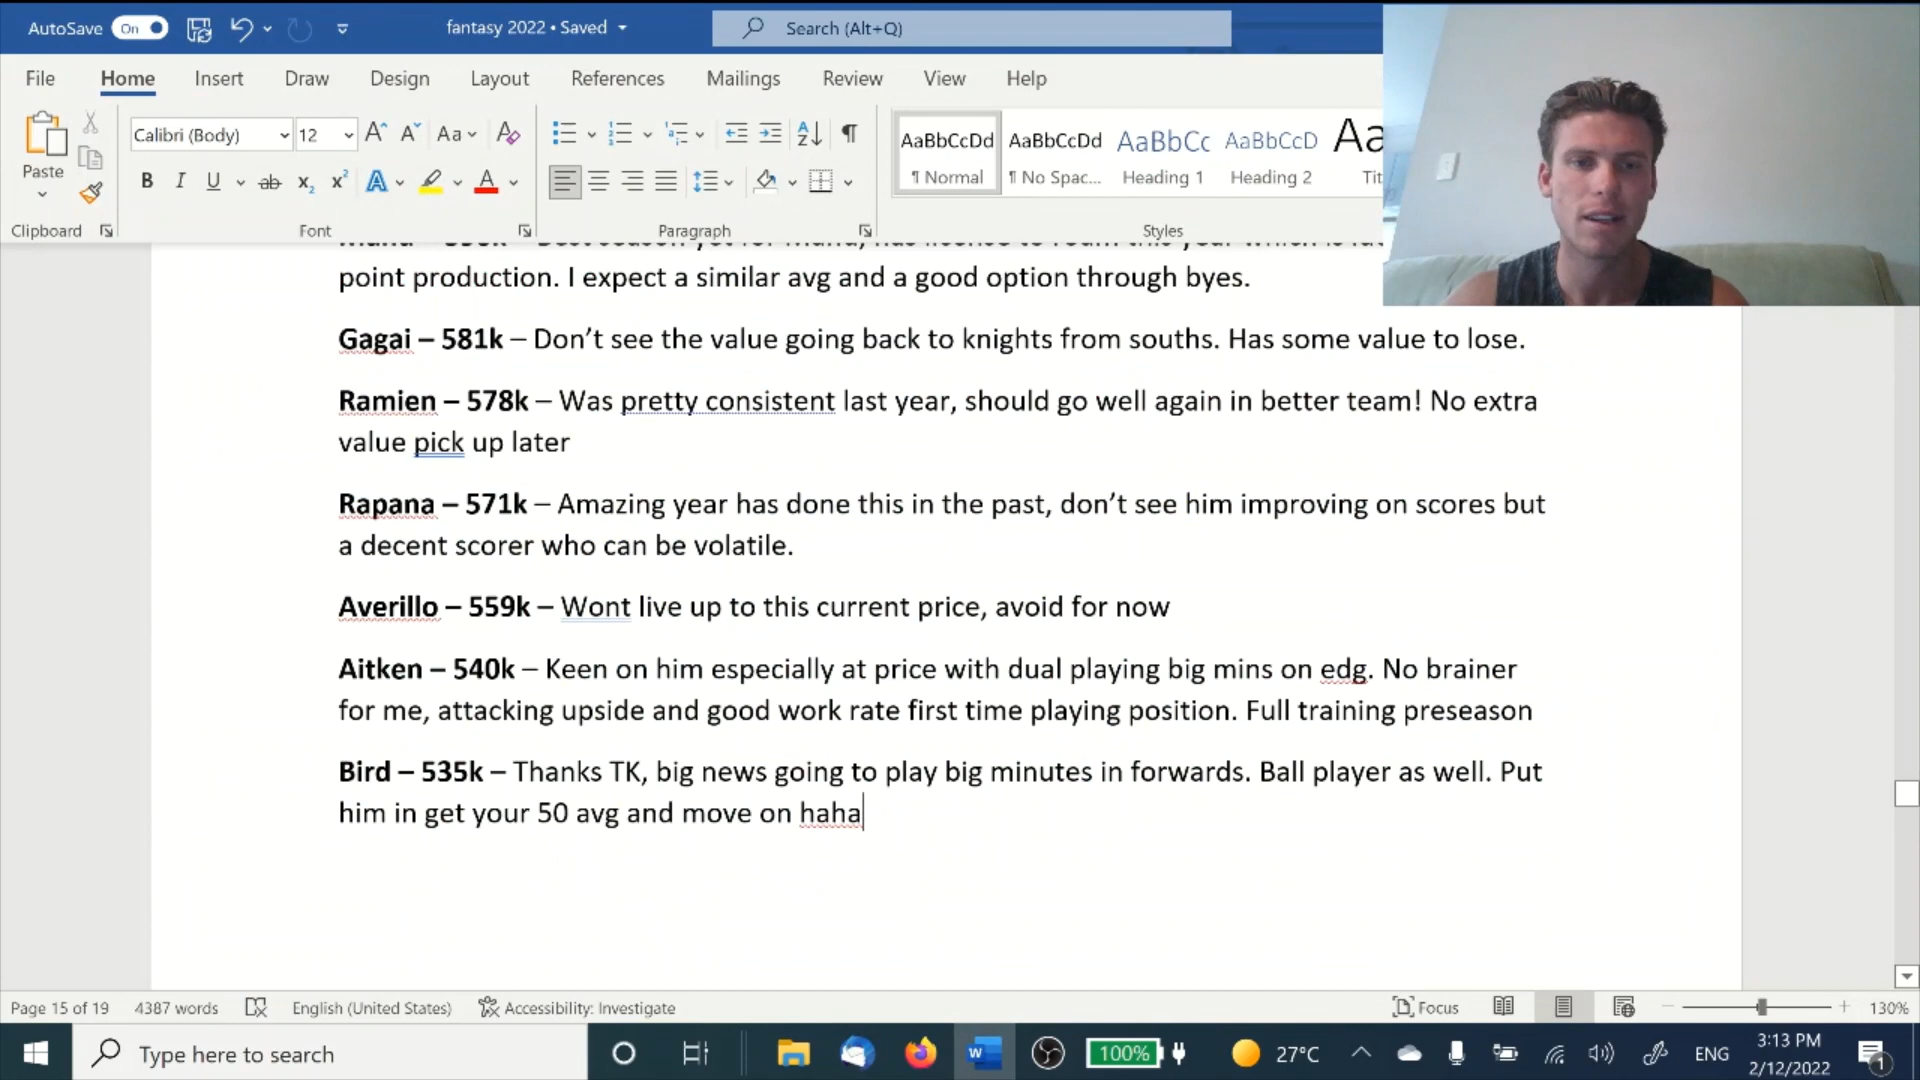 AutoSave On fantasy 2022 • Saved Search (Alt+Q)
File Home Insert Draw Design Layout References Mailings Review View Help
Paste
Calibri (Body) 12 Aa
B I U ab x₂ x² A A
AaBbCcDd AaBbCcDd AaBbCc AaBbCcD Aa
¶ Normal ¶ No Spac... Heading 1 Heading 2 Tit
Clipboard Font Paragraph Styles
point production. I expect a similar avg and a good option through byes.
Gagai – 581k – Don’t see the value going back to knights from souths. Has some value to lose.
Ramien – 578k – Was pretty consistent last year, should go well again in better team! No extra
value pick up later
Rapana – 571k – Amazing year has done this in the past, don’t see him improving on scores but
a decent scorer who can be volatile.
Averillo – 559k – Wont live up to this current price, avoid for now
Aitken – 540k – Keen on him especially at price with dual playing big mins on edg. No brainer
for me, attacking upside and good work rate first time playing position. Full training preseason
Bird – 535k – Thanks TK, big news going to play big minutes in forwards. Ball player as well. Put
him in get your 50 avg and move on haha
Page 15 of 19 4387 words English (United States) Accessibility: Investigate Focus 130%
Type here to search 100% 27°C ENG 3:13 PM
2/12/2022 1